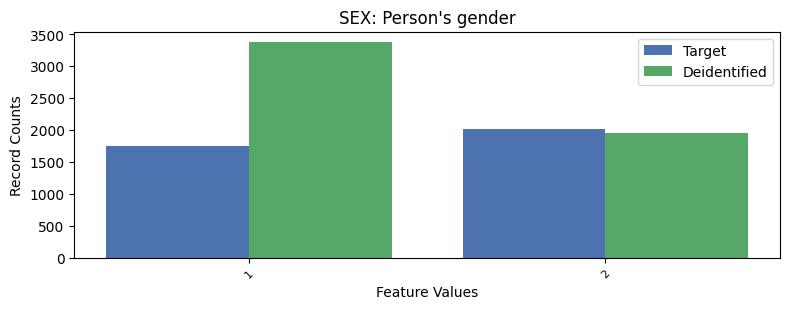 SEX: Person's gender
Target
Deidentified
Record Counts
3500
3000
2500
2000
1500
1000
500
0
1
2
Feature Values